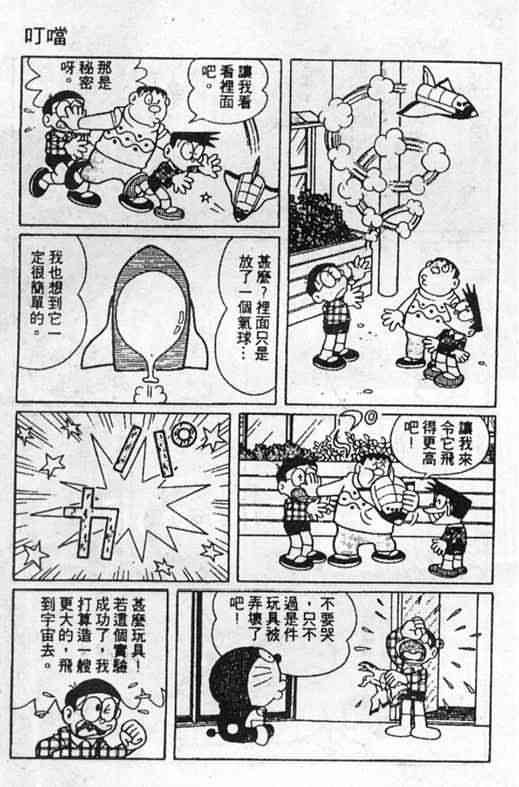 叮噹
讓我看
看裡面
吧。
那是
秘密
呀。
甚麼？裡面只是
放了一個氣球…
我也想到它一
定很簡單的。
讓我來
令它飛
得更高
吧！
不要哭
，只不
過是件
玩具被
弄壞了
吧！
甚麼玩具！
若這個實驗
成功了，我
打算造一艘
更大的，飛
到宇宙去。